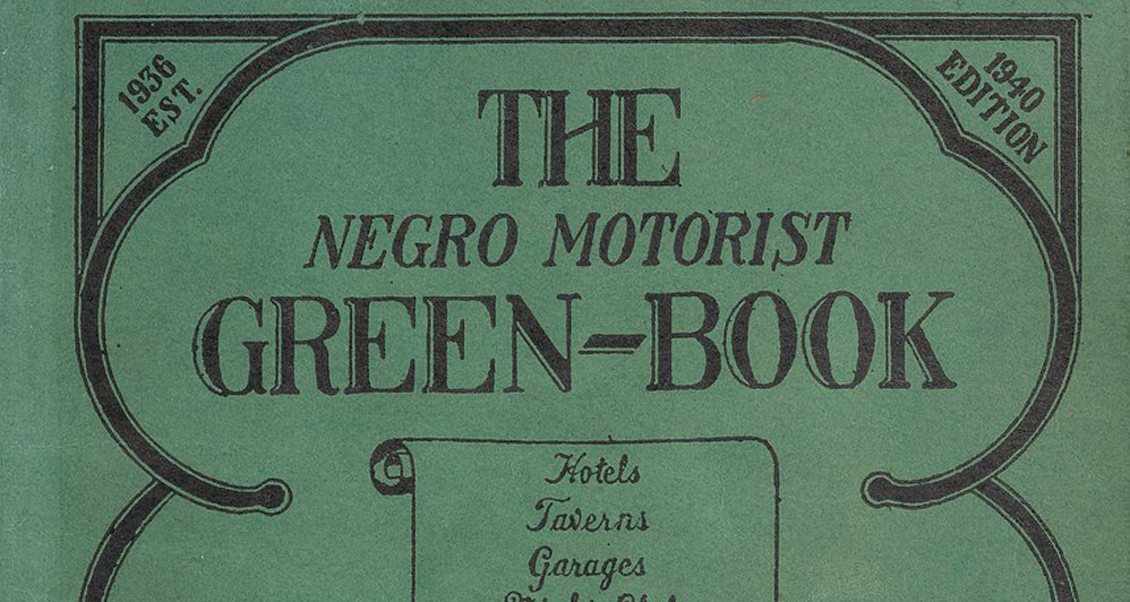 1936
EST.
1940
EDITION
THE
NEGRO MOTORIST
GREEN-BOOK
Hotels
Taverns
Garages